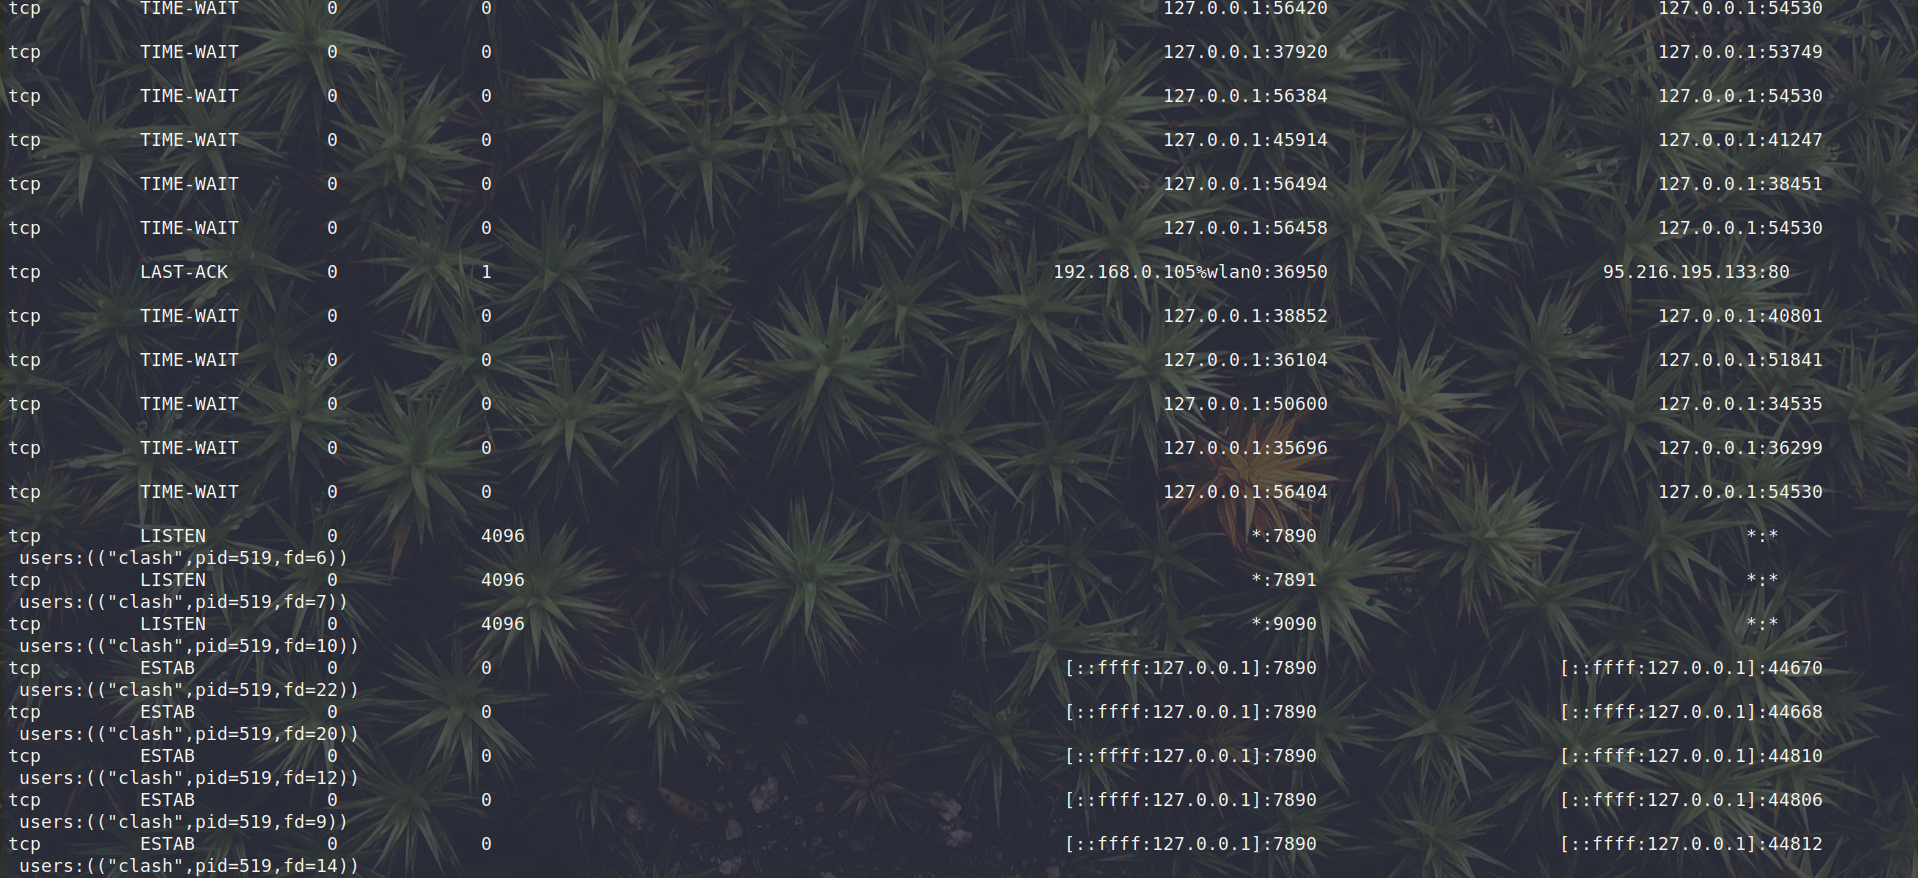 tcp TIME-WAIT 0 0 127.0.0.1:56420 127.0.0.1:54530
tcp TIME-WAIT 0 0 127.0.0.1:37920 127.0.0.1:53749
tcp TIME-WAIT 0 0 127.0.0.1:56384 127.0.0.1:54530
tcp TIME-WAIT 0 0 127.0.0.1:45914 127.0.0.1:41247
tcp TIME-WAIT 0 0 127.0.0.1:56494 127.0.0.1:38451
tcp TIME-WAIT 0 0 127.0.0.1:56458 127.0.0.1:54530
tcp LAST-ACK 0 1 192.168.0.105%wlan0:36950 95.216.195.133:80
tcp TIME-WAIT 0 0 127.0.0.1:38852 127.0.0.1:40801
tcp TIME-WAIT 0 0 127.0.0.1:36104 127.0.0.1:51841
tcp TIME-WAIT 0 0 127.0.0.1:50600 127.0.0.1:34535
tcp TIME-WAIT 0 0 127.0.0.1:35696 127.0.0.1:36299
tcp TIME-WAIT 0 0 127.0.0.1:56404 127.0.0.1:54530
tcp LISTEN 0 4096 *:7890 *:*
users:(("clash",pid=519,fd=6))
tcp LISTEN 0 4096 *:7891 *:*
users:(("clash",pid=519,fd=7))
tcp LISTEN 0 4096 *:9090 *:*
users:(("clash",pid=519,fd=10))
tcp ESTAB 0 0 [::ffff:127.0.0.1]:7890 [::ffff:127.0.0.1]:44670
users:(("clash",pid=519,fd=22))
tcp ESTAB 0 0 [::ffff:127.0.0.1]:7890 [::ffff:127.0.0.1]:44668
users:(("clash",pid=519,fd=20))
tcp ESTAB 0 0 [::ffff:127.0.0.1]:7890 [::ffff:127.0.0.1]:44810
users:(("clash",pid=519,fd=12))
tcp ESTAB 0 0 [::ffff:127.0.0.1]:7890 [::ffff:127.0.0.1]:44806
users:(("clash",pid=519,fd=9))
tcp ESTAB 0 0 [::ffff:127.0.0.1]:7890 [::ffff:127.0.0.1]:44812
users:(("clash",pid=519,fd=14))